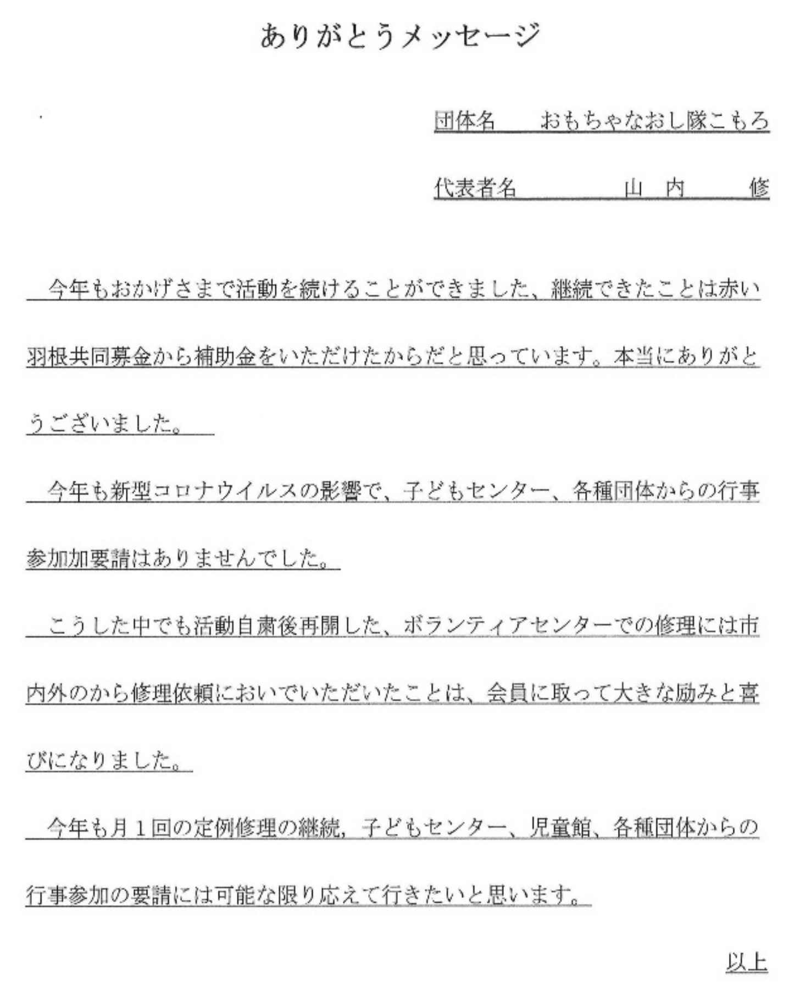 ありがとうメッセージ
団体名　　おもちゃなおし隊こもろ
代表者名　　　　　山　内　　　修
　今年もおかげさまで活動を続けることができました、継続できたことは赤い
羽根共同募金から補助金をいただけたからだと思っています。本当にありがと
うございました。
　今年も新型コロナウイルスの影響で、子どもセンター、各種団体からの行事
参加加要請はありませんでした。
　こうした中でも活動自粛後再開した、ボランティアセンターでの修理には市
内外のから修理依頼においでいただいたことは、会員に取って大きな励みと喜
びになりました。
　今年も月１回の定例修理の継続，子どもセンター、児童館、各種団体からの
行事参加の要請には可能な限り応えて行きたいと思います。
以上